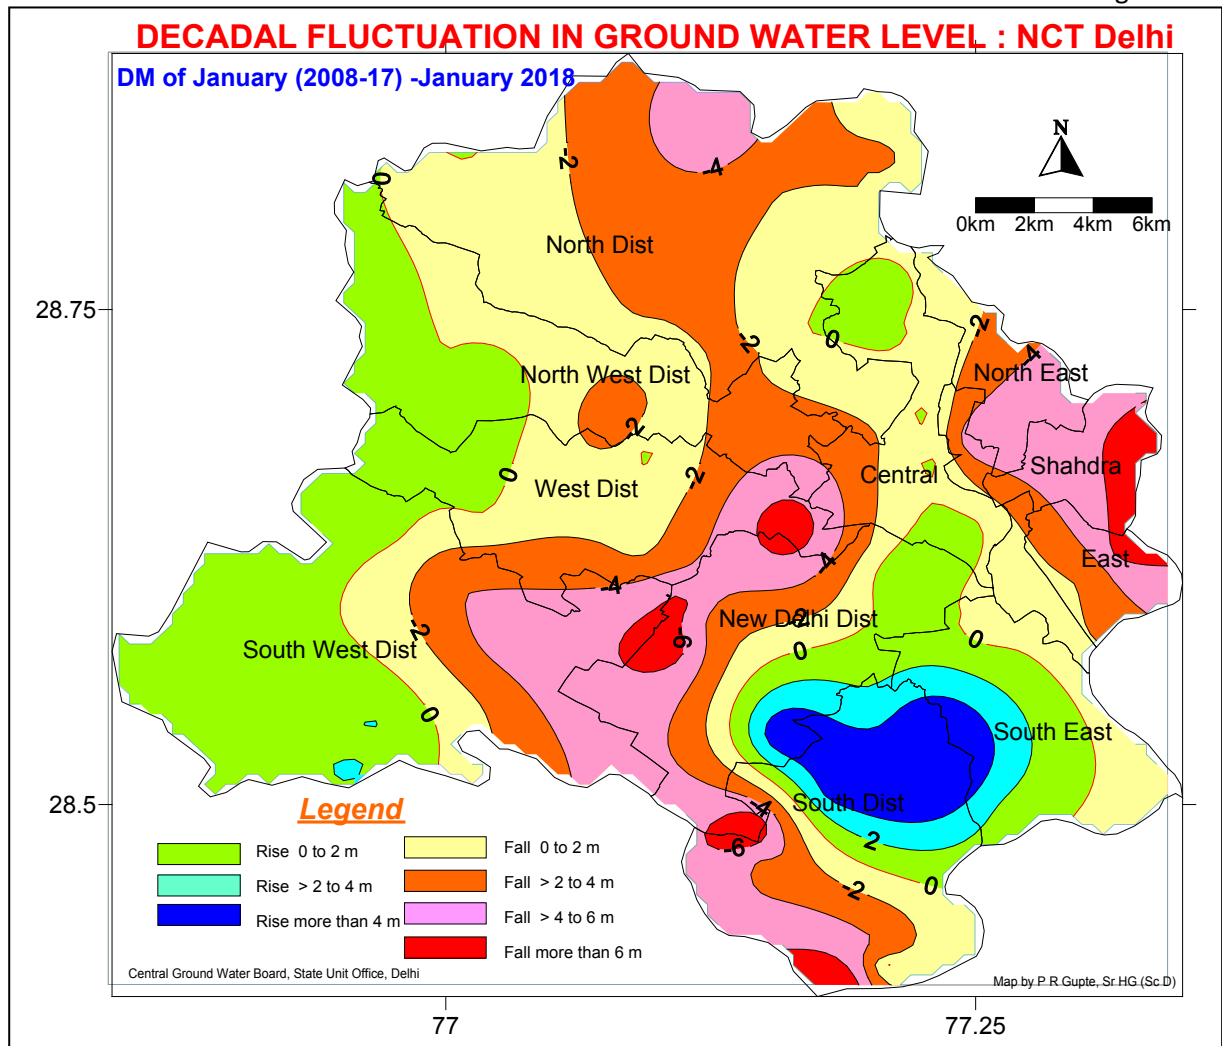 DECADAL FLUCTUATION IN GROUND WATER LEVEL : NCT Delhi
DM of January (2008-17) -January 2018
N
0km 2km 4km 6km
-4
-2
0
North Dist
28.75
-2
0
-2
-4
North West Dist
North East
-2
0
-2
West Dist
Central
Shahdra
-4
-4
East
-2
-6
New Delhi Dist
-2
0
0
South West Dist
0
South East
28.5
-4
South Dist
2
-6
-2
0
Legend
Rise 0 to 2 m
Rise > 2 to 4 m
Rise more than 4 m
Fall 0 to 2 m
Fall > 2 to 4 m
Fall > 4 to 6 m
Fall more than 6 m
Central Ground Water Board, State Unit Office, Delhi
Map by P R Gupte, Sr HG (Sc D)
77
77.25